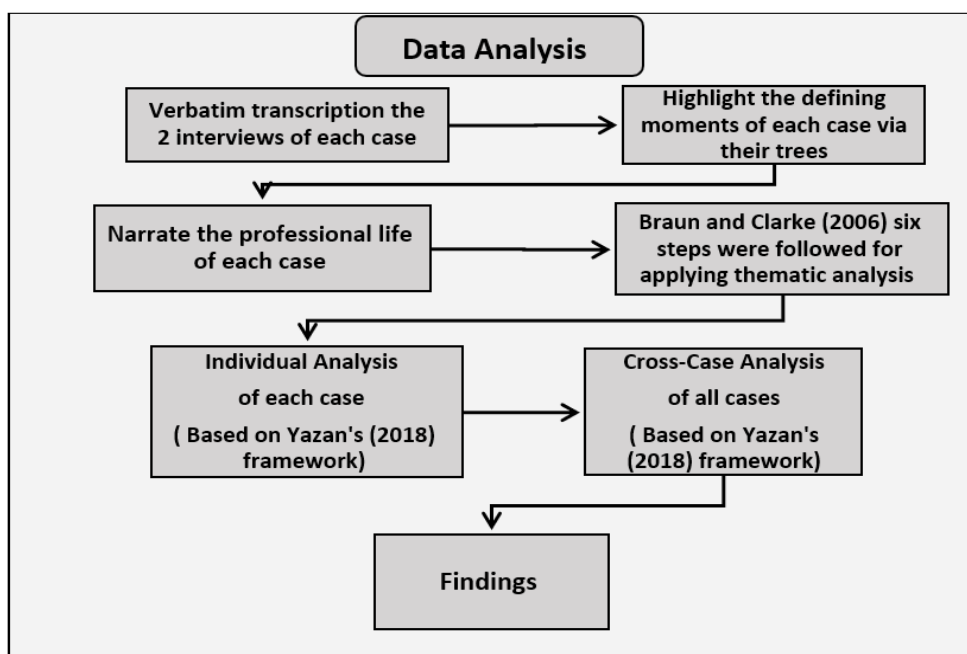 Data Analysis
Verbatim transcription the
2 interviews of each case
Highlight the defining
moments of each case via
their trees
Narrate the professional life
of each case
Braun and Clarke (2006) six
steps were followed for
applying thematic analysis
Individual Analysis
of each case
( Based on Yazan's (2018)
framework)
Cross-Case Analysis
of all cases
( Based on Yazan's
(2018) framework)
Findings